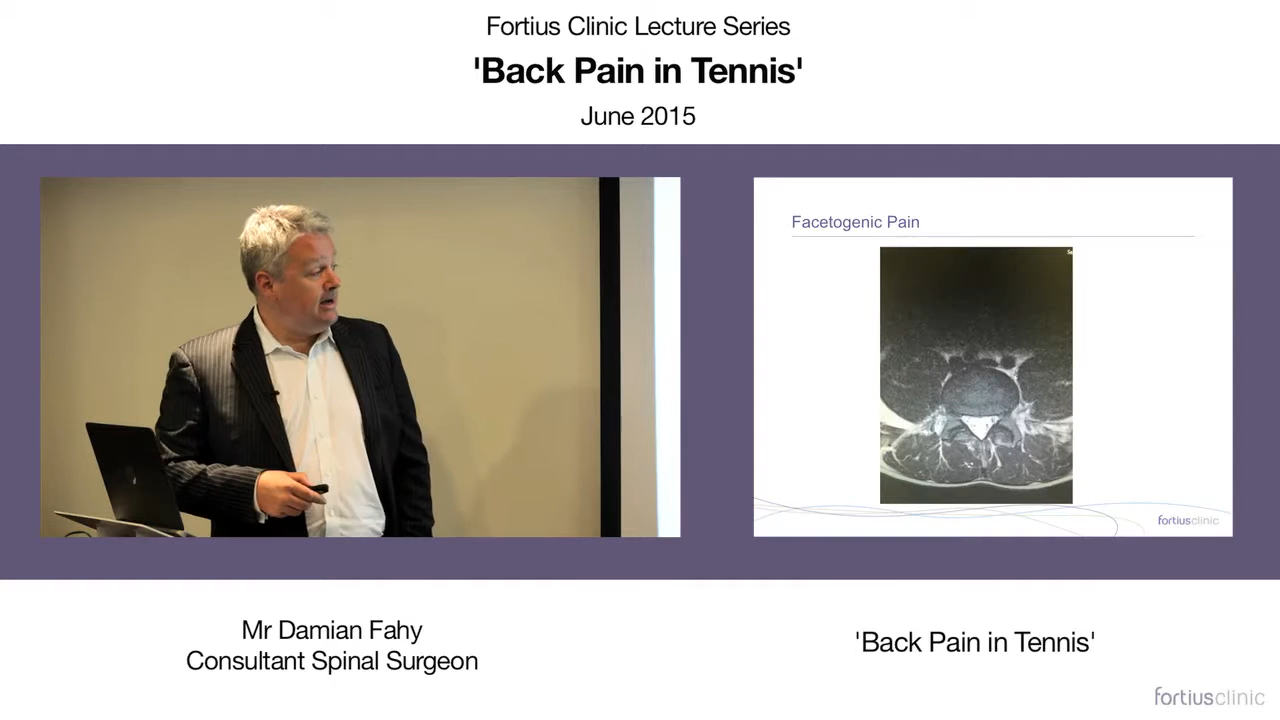 Fortius Clinic Lecture Series
'Back Pain in Tennis'
June 2015
Facetogenic Pain
fortiusclinic
Mr Damian Fahy
Consultant Spinal Surgeon
'Back Pain in Tennis'
fortiusclinic